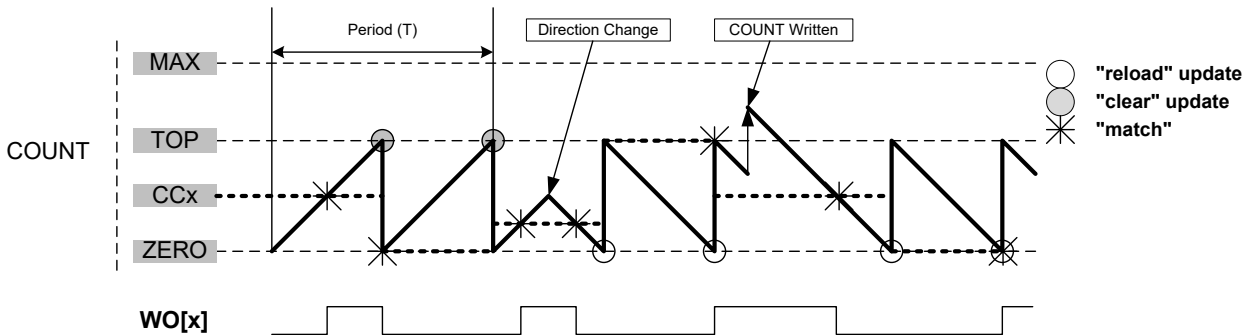 Period (T)
Direction Change
COUNT Written
COUNT
MAX
TOP
CCx
ZERO
"reload" update
"clear" update
"match"
WO[x]